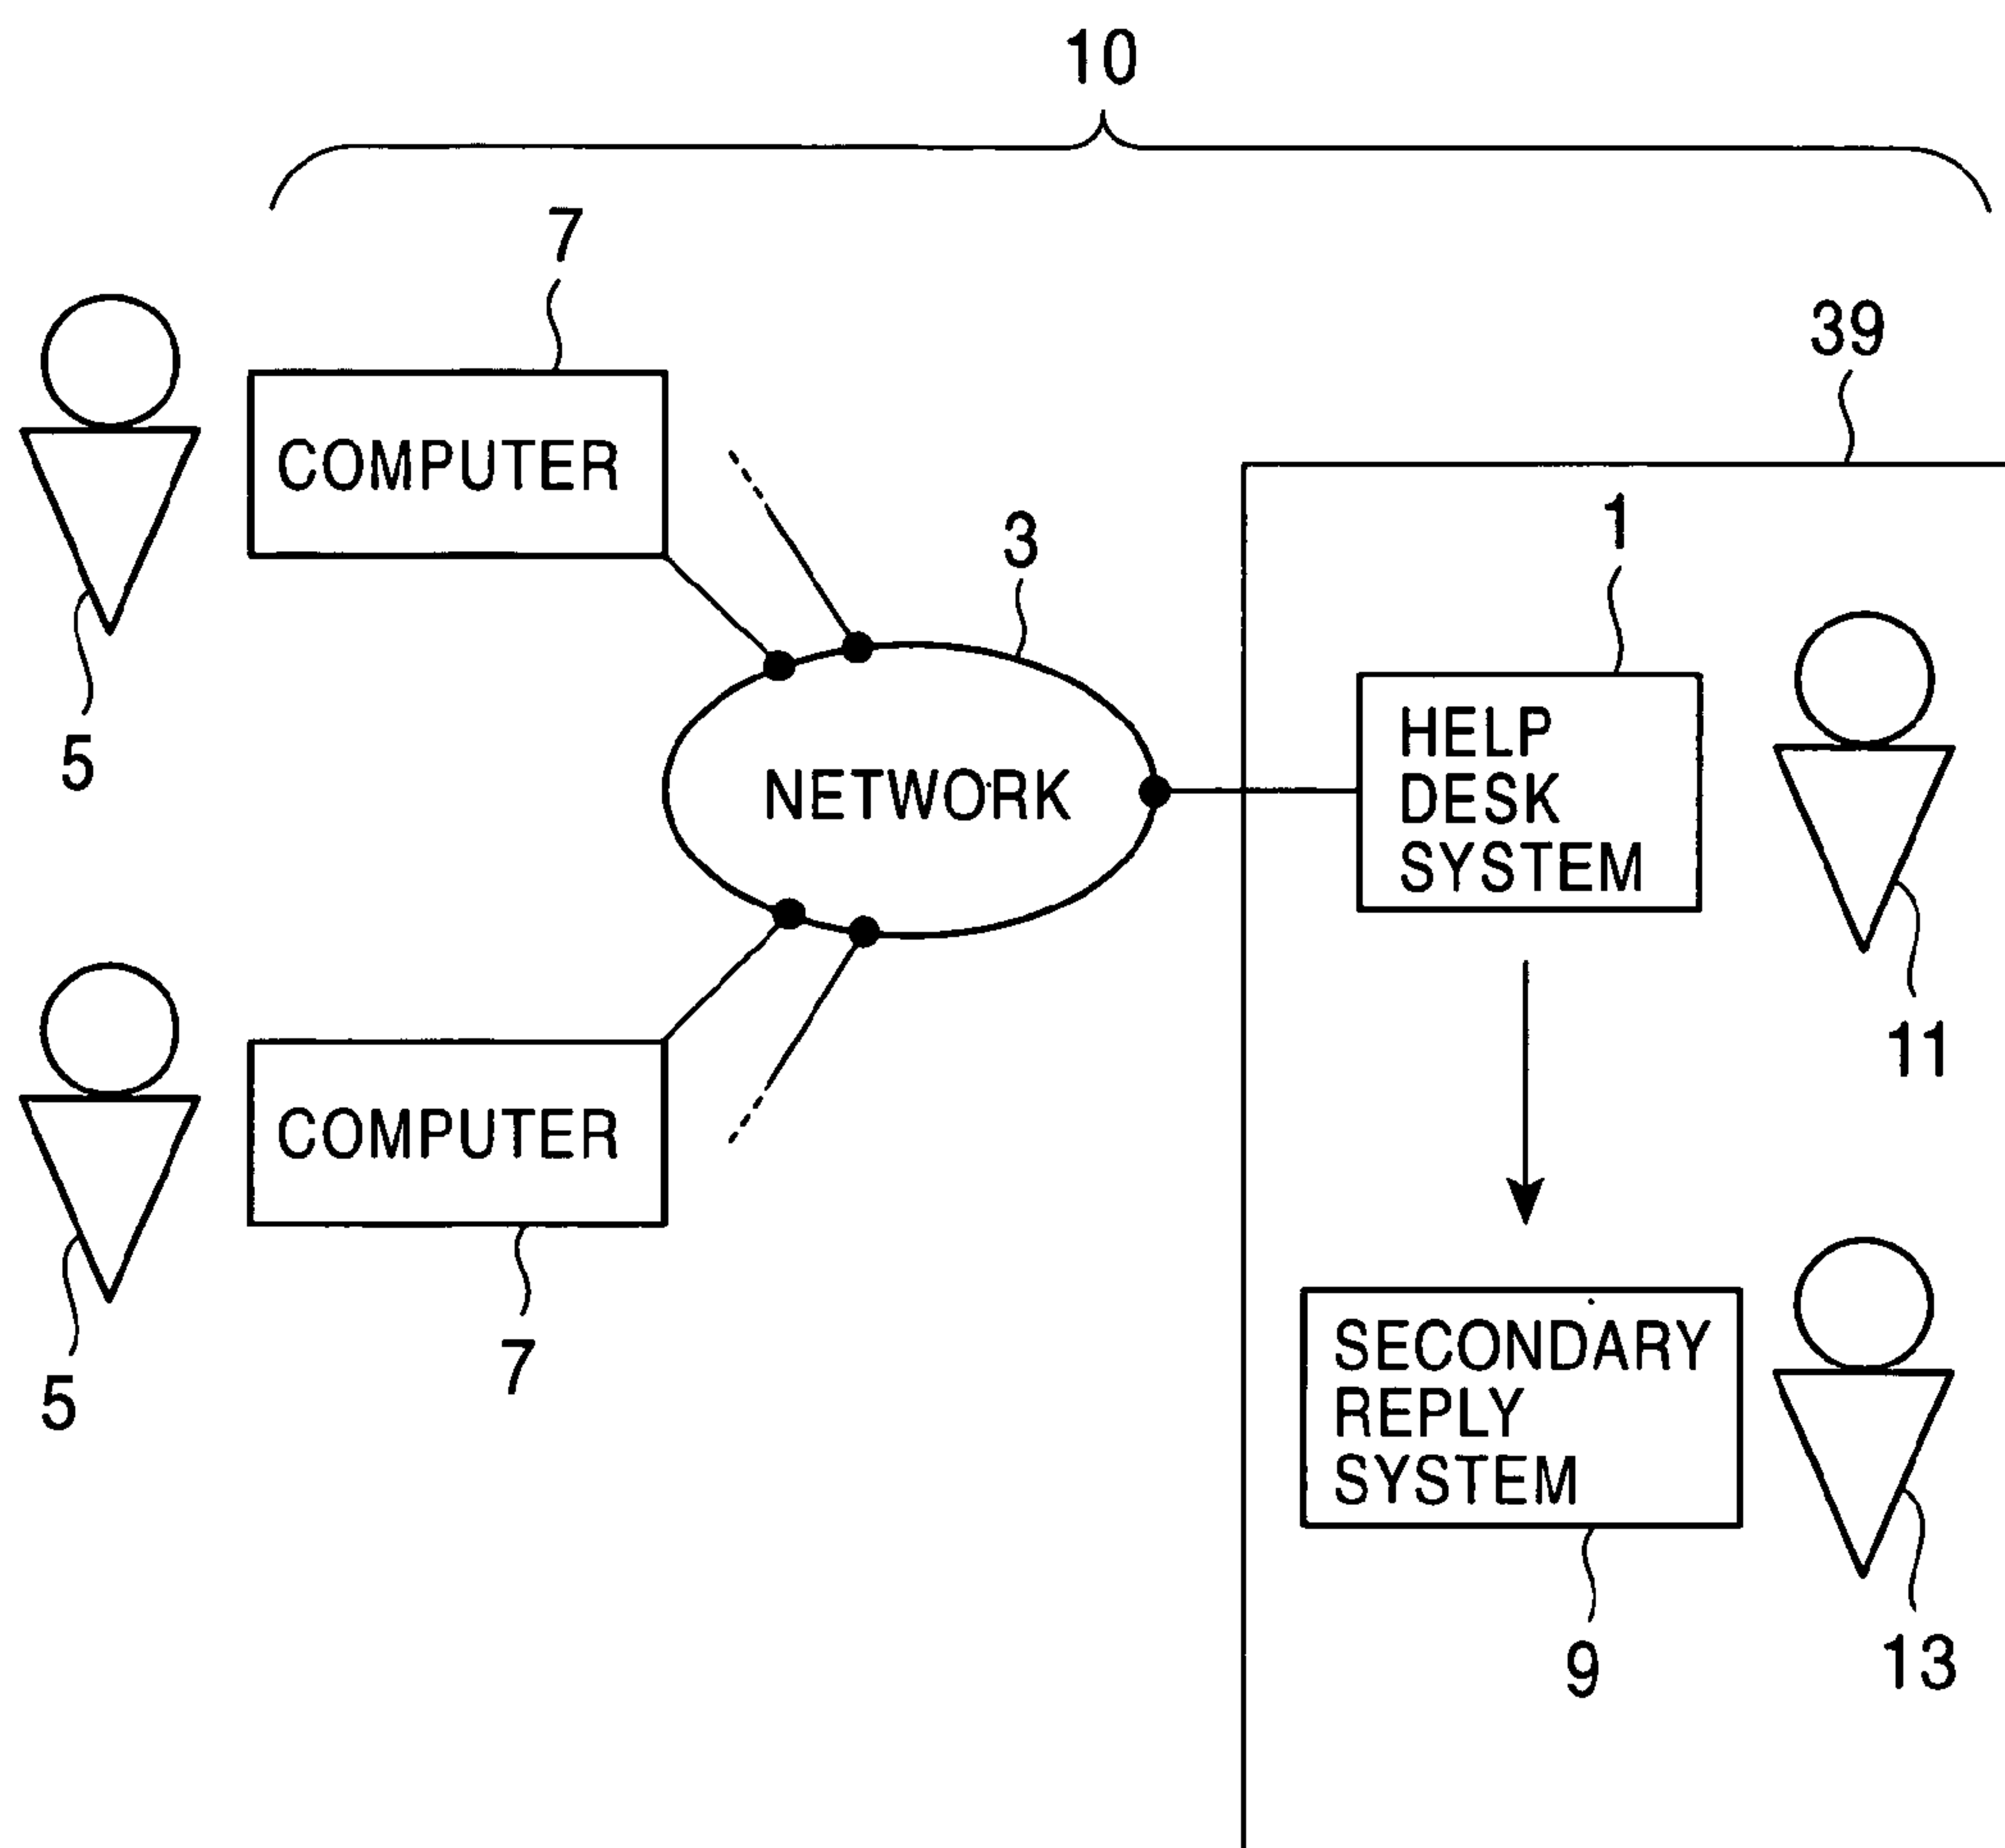 10
7
39
COMPUTER
1
3
HELP
DESK
SYSTEM
NETWORK
5
11
COMPUTER
SECONDARY
REPLY
SYSTEM
7
5
9
13